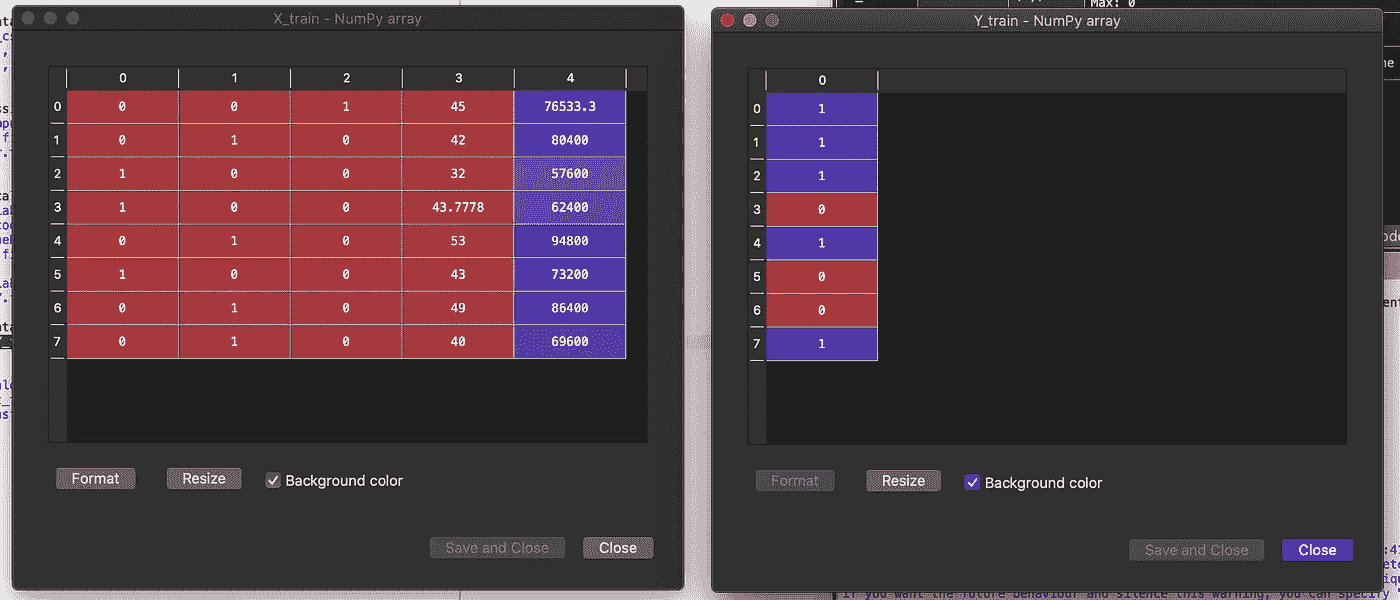 X_train - NumPy array
0 1 2 3 4
0 0 0 1 45 76533.3
1 0 1 0 42 80400
2 1 0 0 32 57600
3 1 0 0 43.7778 62400
4 0 1 0 53 94800
5 1 0 0 43 73200
6 0 1 0 49 86400
7 0 1 0 40 69600
Format Resize Background color
Save and Close Close
Max: 0
Y_train - NumPy array
0
0 1
1 1
2 1
3 0
4 1
5 0
6 0
7 1
Format Resize Background color
Save and Close Close
If you want the future behaviour and silence this warning, you can specify